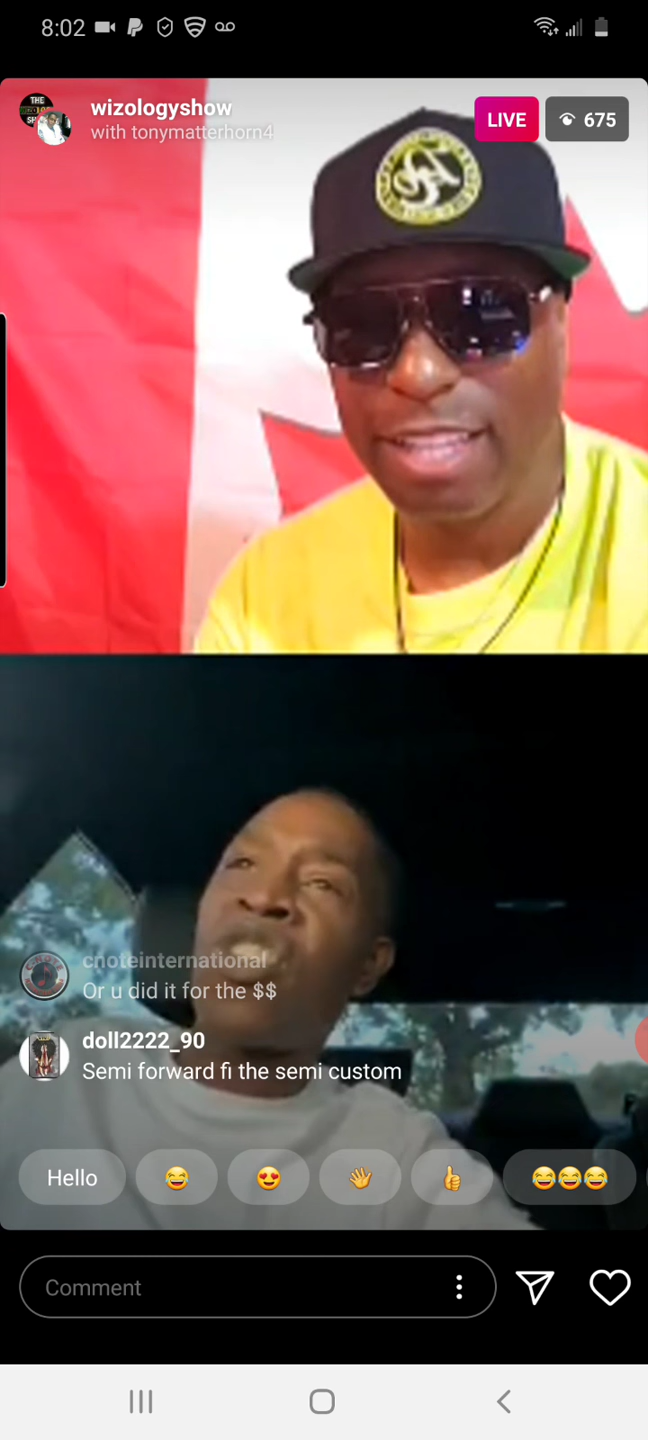 8:02
wizologyshow
with tonymatterhorn4
LIVE
675
THE
cnoteinternational
Or u did it for the $$
doll2222_90
Semi forward fi the semi custom
Hello
Comment